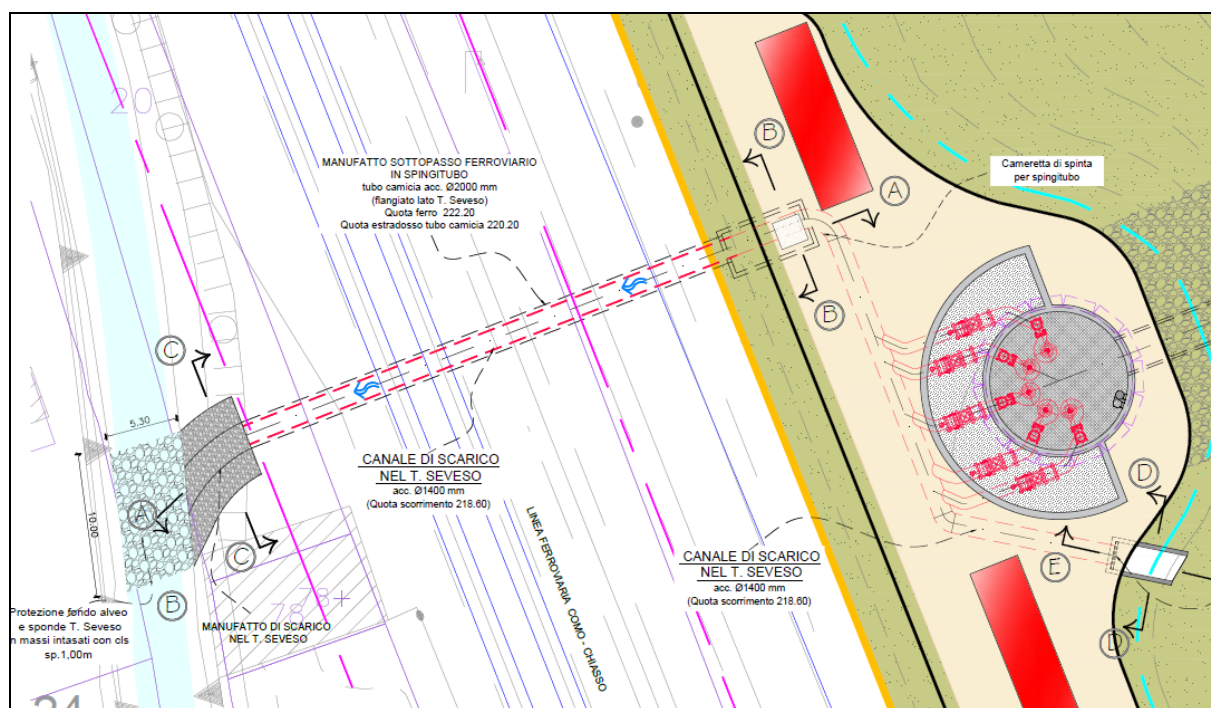 20
MANUFATTO SOTTOPASSO FERROVIARIO
IN SPINGITUBO
tubo camicia acc. Ø2000 mm
(flangiato lato T. Seveso)
Quota ferro 222.20
Quota estradosso tubo camicia 220.20
B
A
Cameretta di spinta
per spingitubo
B
C
5.30
CANALE DI SCARICO
NEL T. SEVESO
acc. Ø1400 mm
(Quota scorrimento 218.60)
A
10.00
C
LINEA FERROVIARIA COMO - CHIASSO
CANALE DI SCARICO
NEL T. SEVESO
acc. Ø1400 mm
(Quota scorrimento 218.60)
D
E
D
B
Protezione fondo alveo
e sponde T. Seveso
n massi intasati con cls
sp.1,00m
MANUFATTO DI SCARICO
NEL T. SEVESO
78+